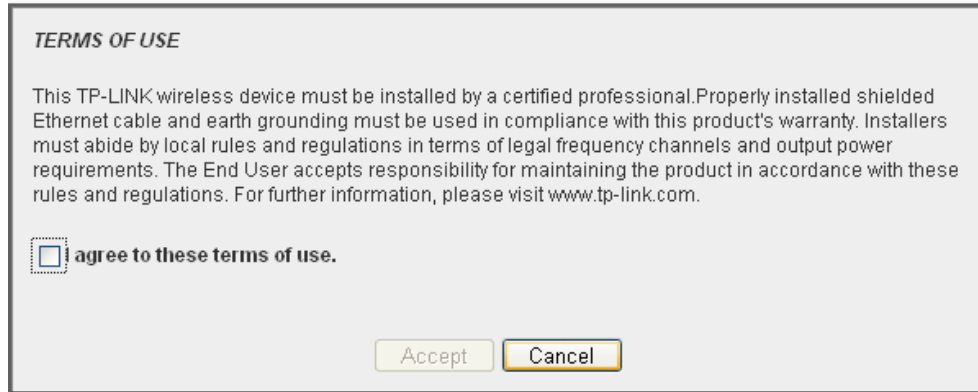 TERMS OF USE
This TP-LINK wireless device must be installed by a certified professional.Properly installed shielded
Ethernet cable and earth grounding must be used in compliance with this product's warranty. Installers
must abide by local rules and regulations in terms of legal frequency channels and output power
requirements. The End User accepts responsibility for maintaining the product in accordance with these
rules and regulations. For further information, please visit www.tp-link.com.
I agree to these terms of use.
Accept Cancel